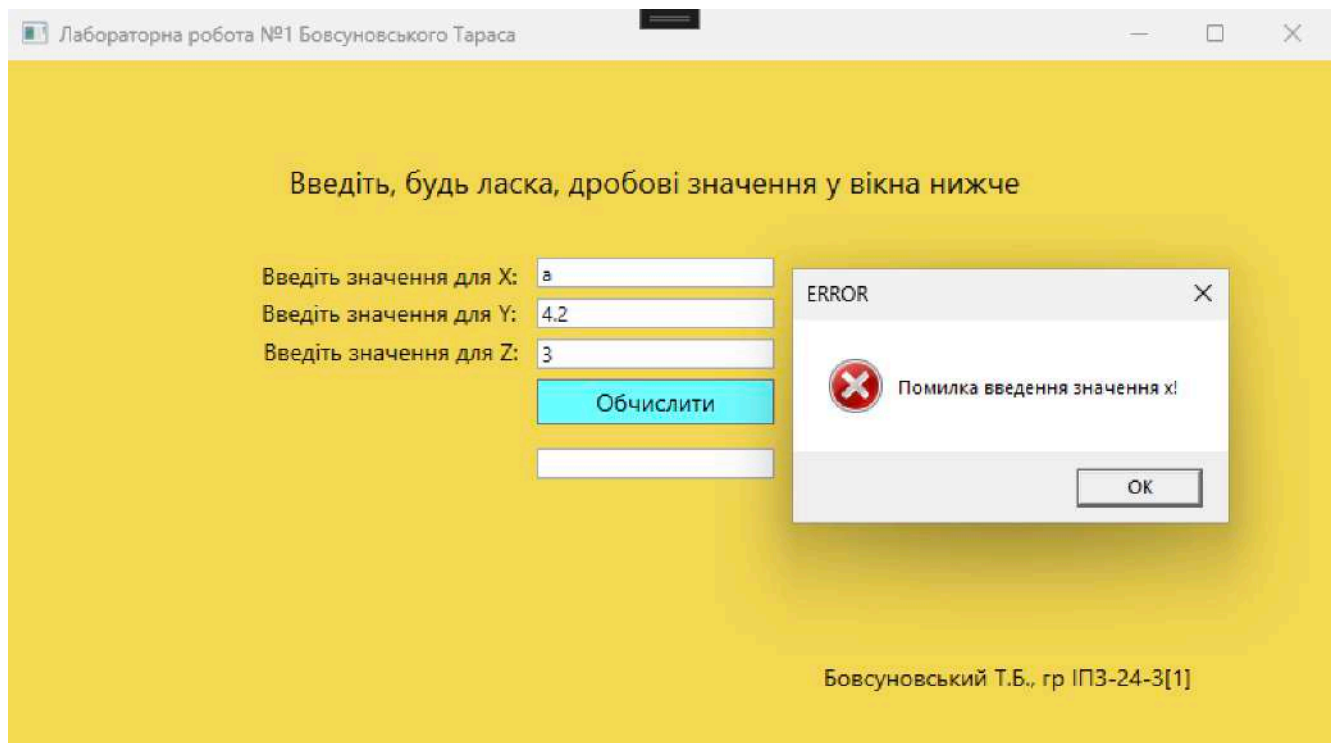 Лабораторна робота №1 Бовсуновського Тараса
Введіть, будь ласка, дробові значення у вікна нижче
Введіть значення для X: a
Введіть значення для Y: 4.2
Введіть значення для Z: 3
Обчислити
ERROR
Помилка введення значення x!
OK
Бовсуновський Т.Б., гр ІПЗ-24-3[1]